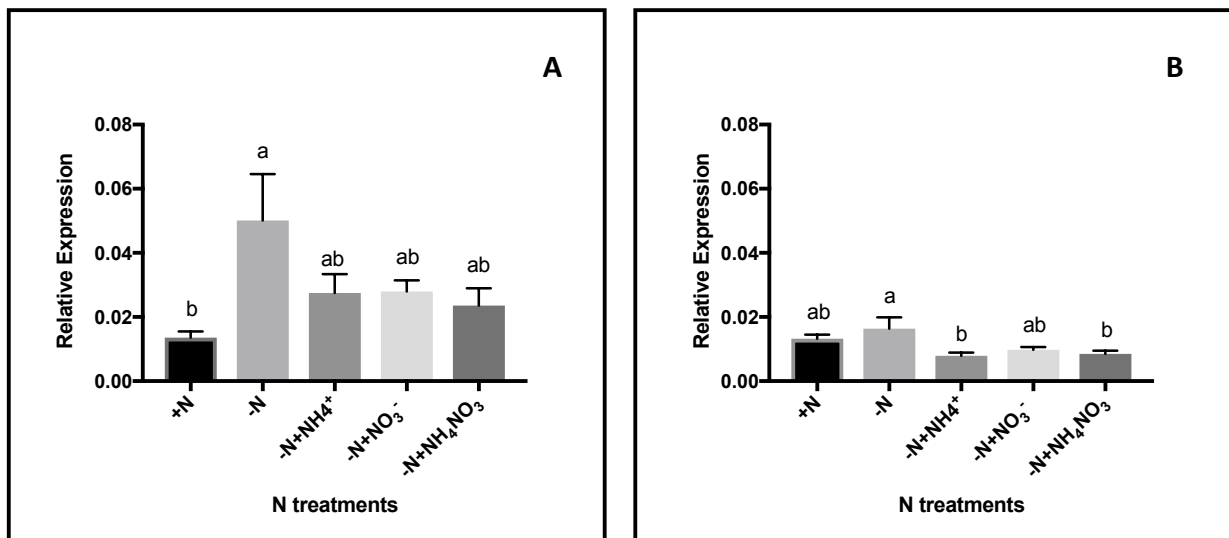 A
Relative Expression
0.08
0.06
0.04
0.02
0.00
b
a
ab
ab
ab
+N
-N
-N+NH4⁺
-N+NO₃⁻
-N+NH₄NO₃
N treatments
B
Relative Expression
0.08
0.06
0.04
0.02
0.00
ab
a
b
ab
b
+N
-N
-N+NH4⁺
-N+NO₃⁻
-N+NH₄NO₃
N treatments